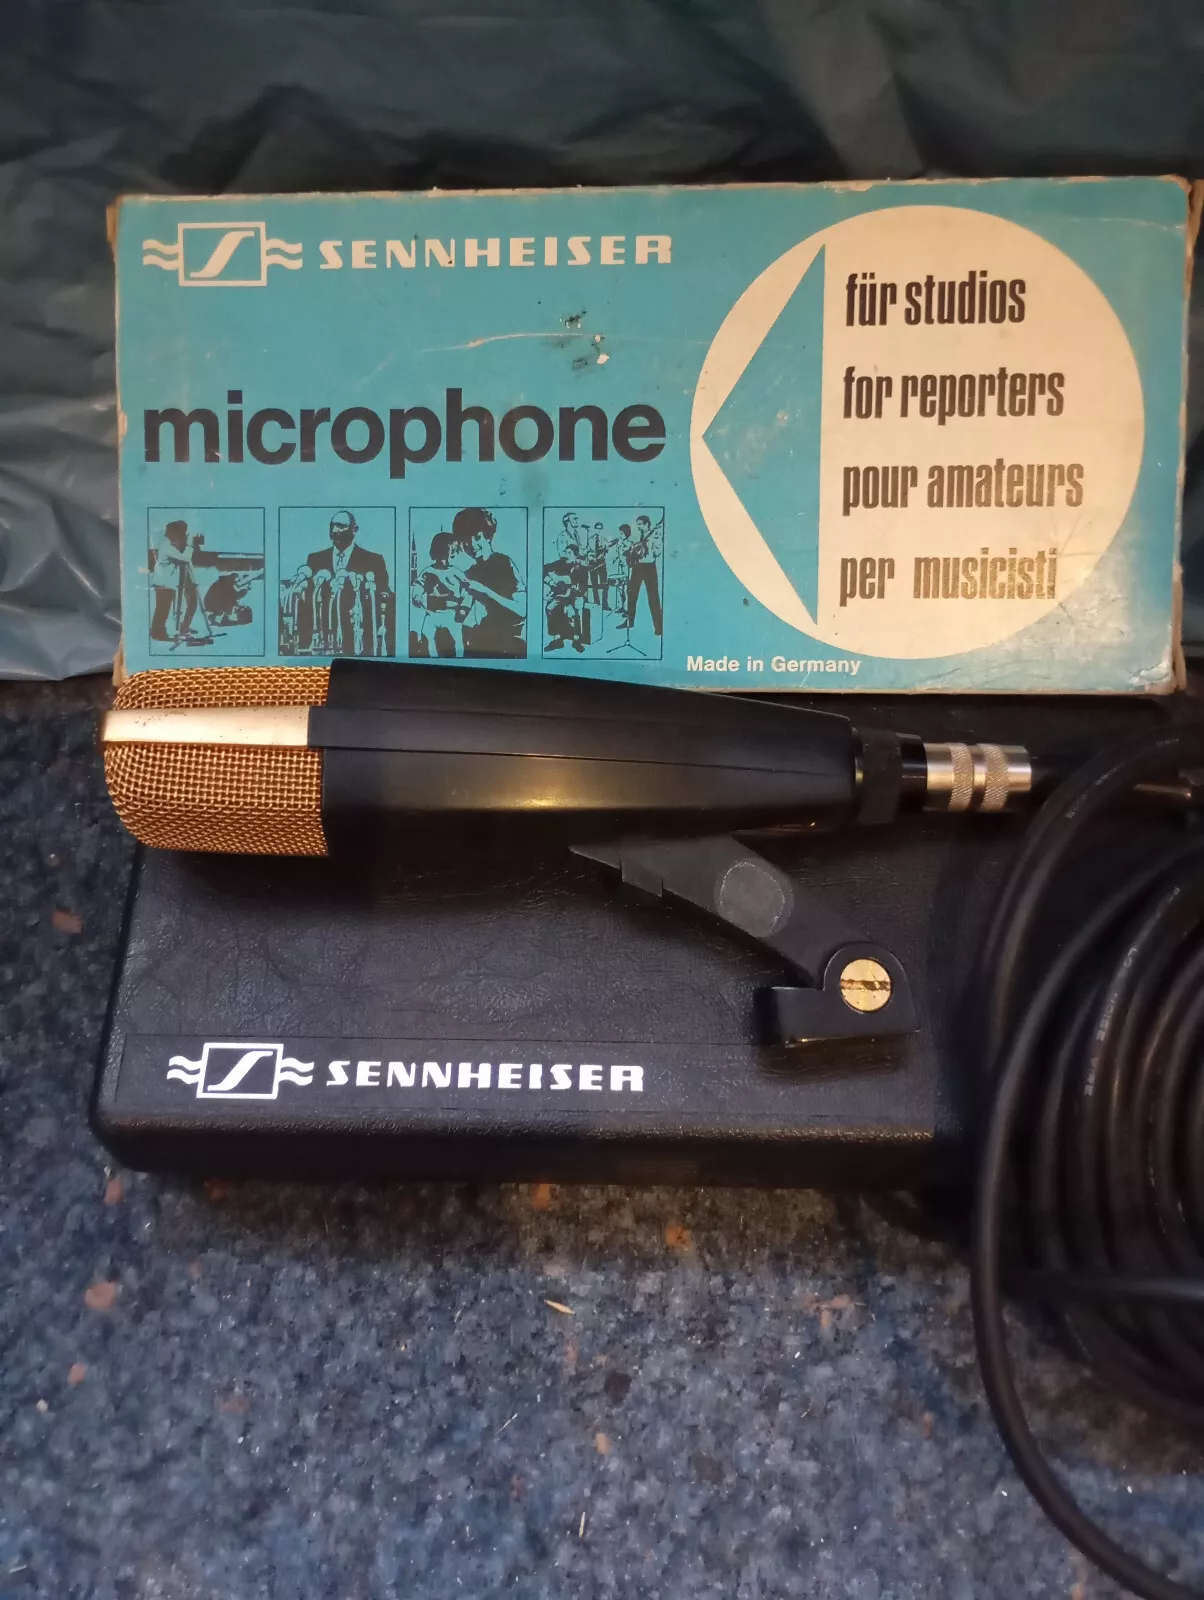 SENNHEISER
microphone
für studios
for reporters
pour amateurs
per musicisti
Made in Germany
SENNHEISER